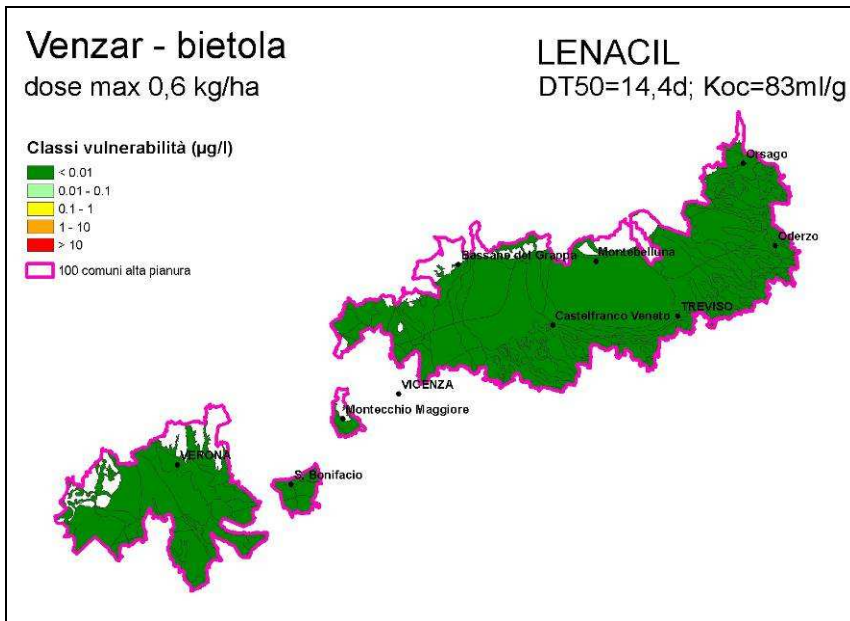 Venzar - bietola
dose max 0,6 kg/ha
LENACIL
DT50=14,4d; Koc=83ml/g
Classi vulnerabilità (µg/l)
< 0.01
0.01 - 0.1
0.1 - 1
1 - 10
> 10
100 comuni alta pianura
Orsago
Oderzo
Bassano del Grappa
Montebelluna
Castelfranco Veneto
TREVISO
VICENZA
Montecchio Maggiore
VERONA
S. Bonifacio